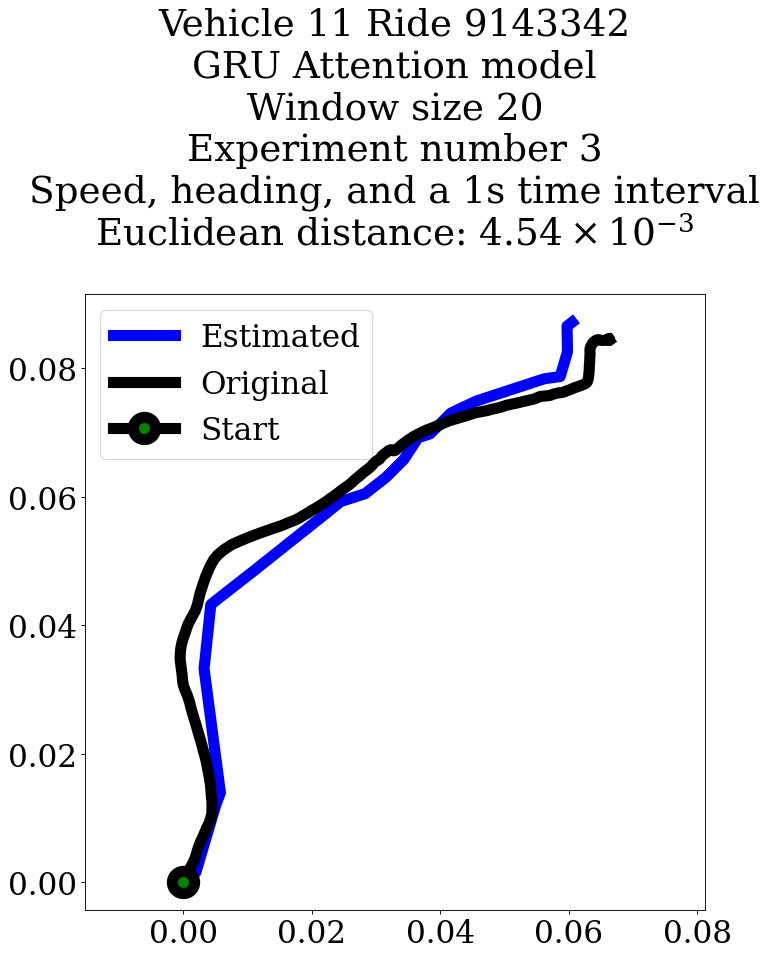 Vehicle 11 Ride 9143342
GRU Attention model
Window size 20
Experiment number 3
Speed, heading, and a 1s time interval
Euclidean distance: 4.54 × 10⁻³
Estimated
Original
Start
0.08
0.06
0.04
0.02
0.00
0.00 0.02 0.04 0.06 0.08